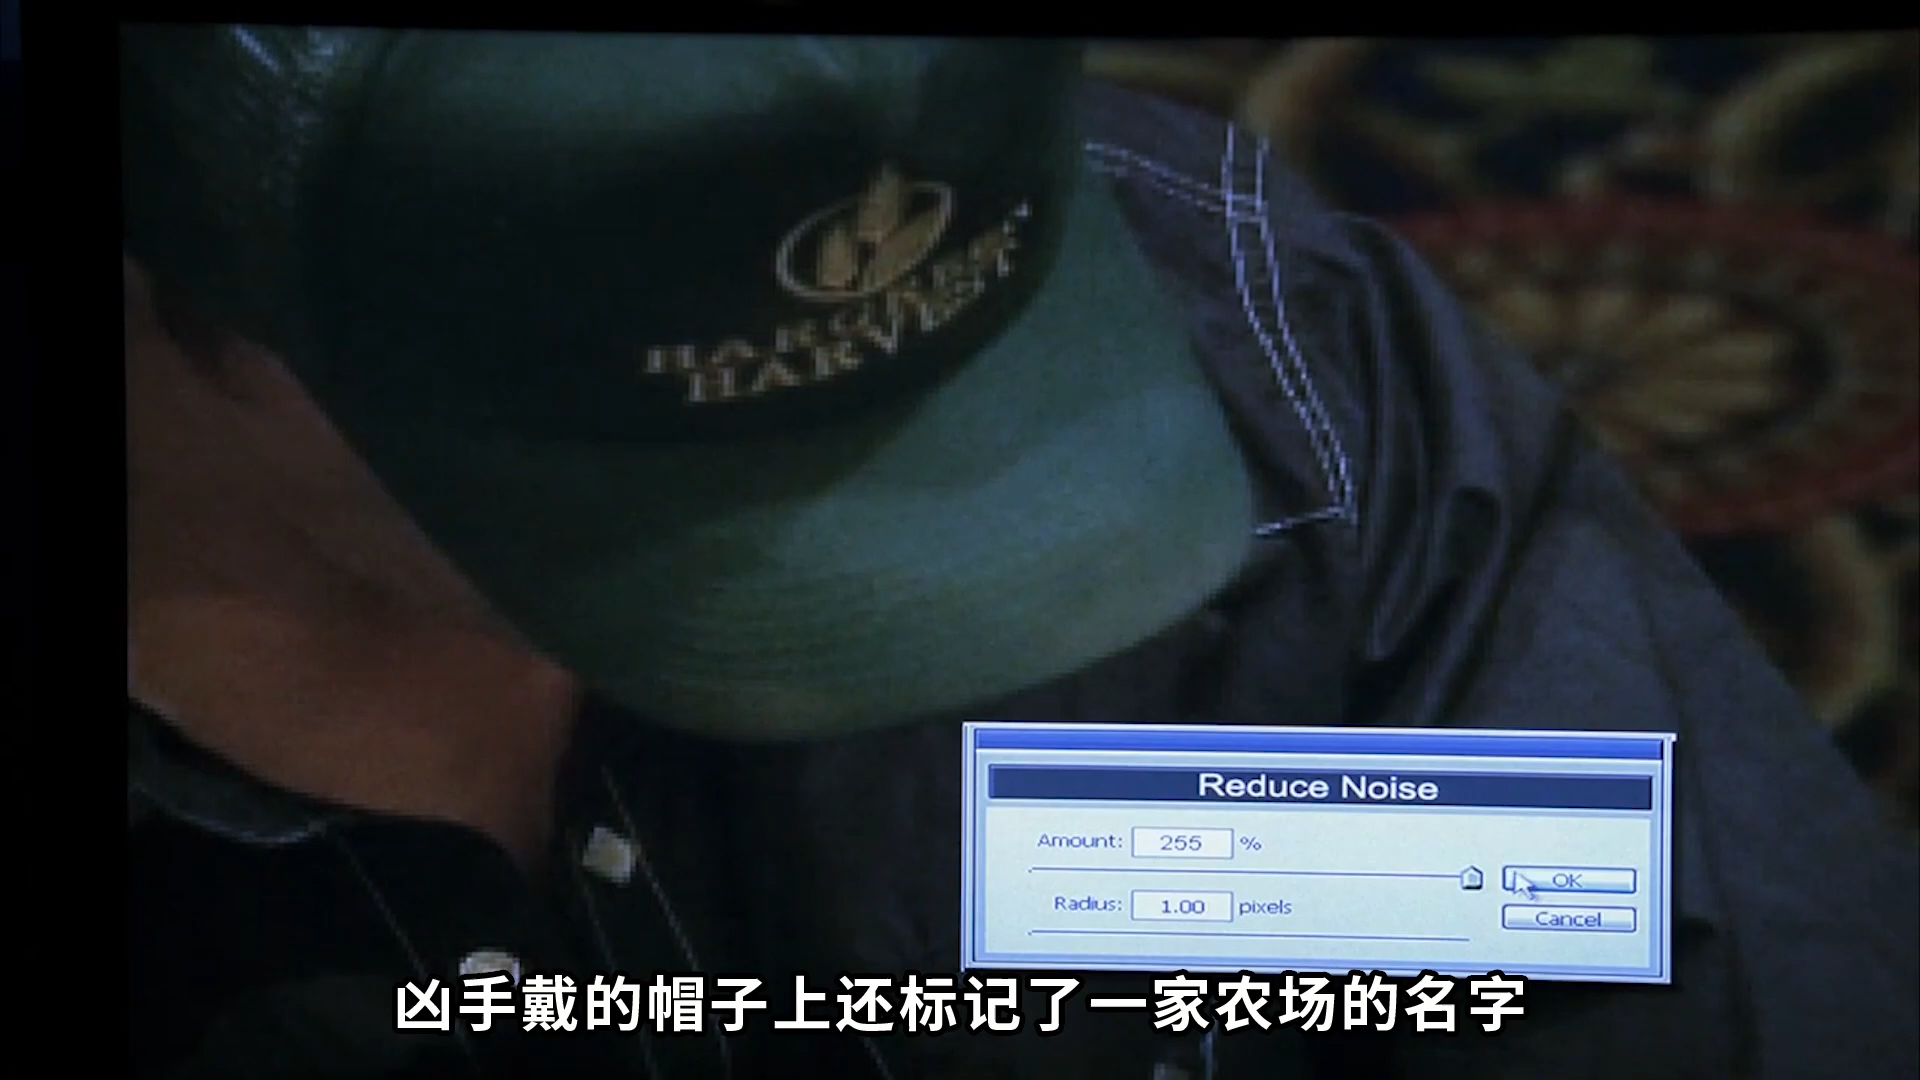 HARVEST
Reduce Noise
Amount: 255 %
OK
Radius: 1.00 pixels
Cancel
凶手戴的帽子上还标记了一家农场的名字